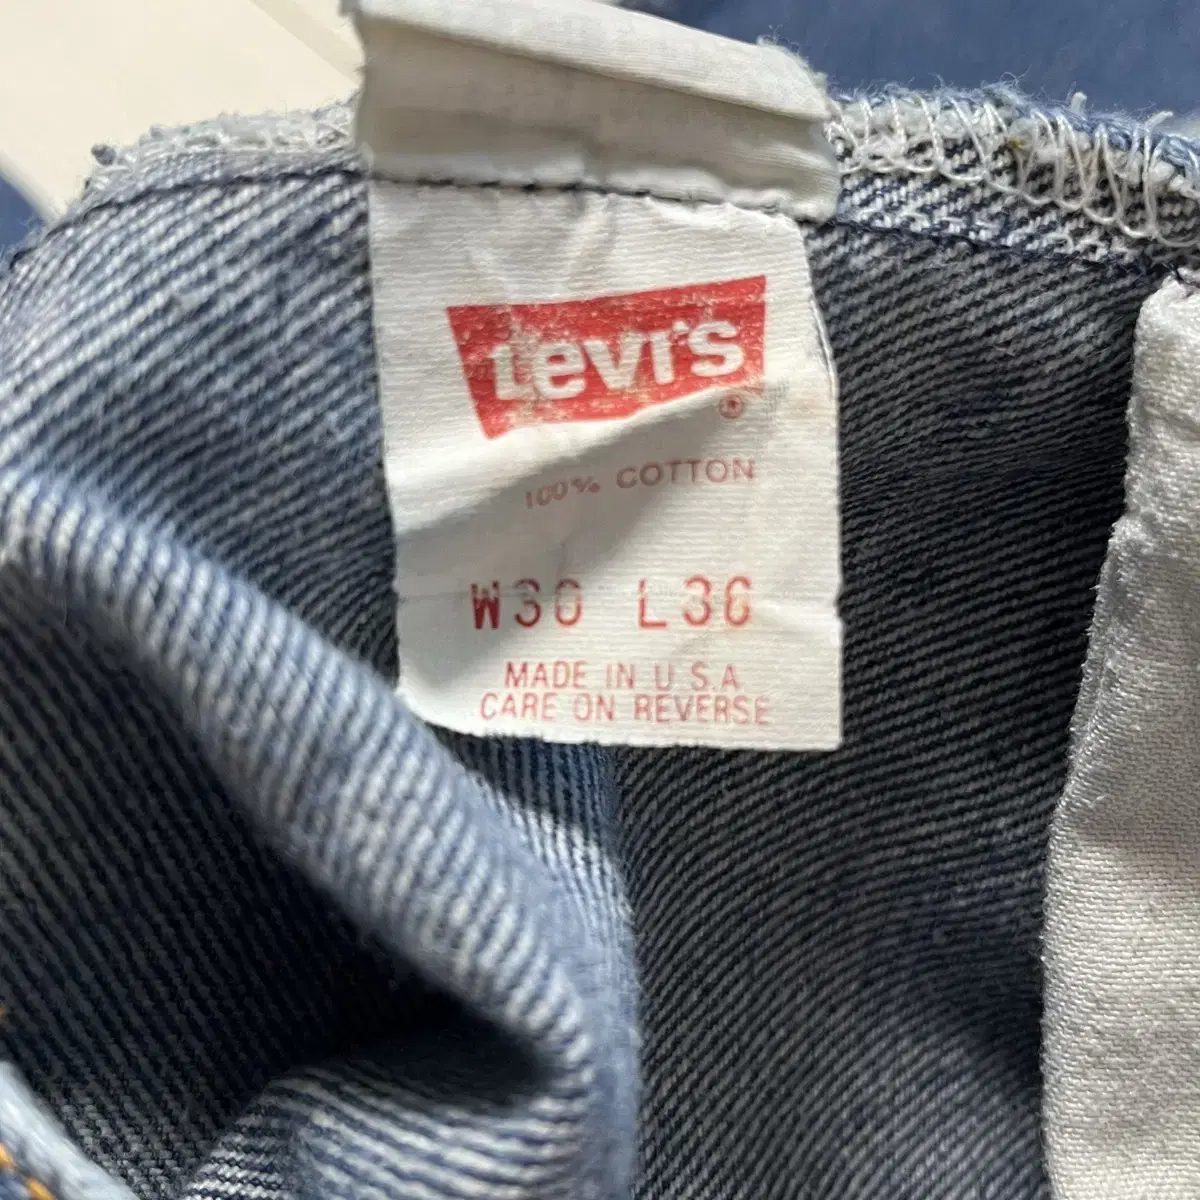 Levi's
®
100% COTTON
W30 L36
MADE IN U.S.A
CARE ON REVERSE